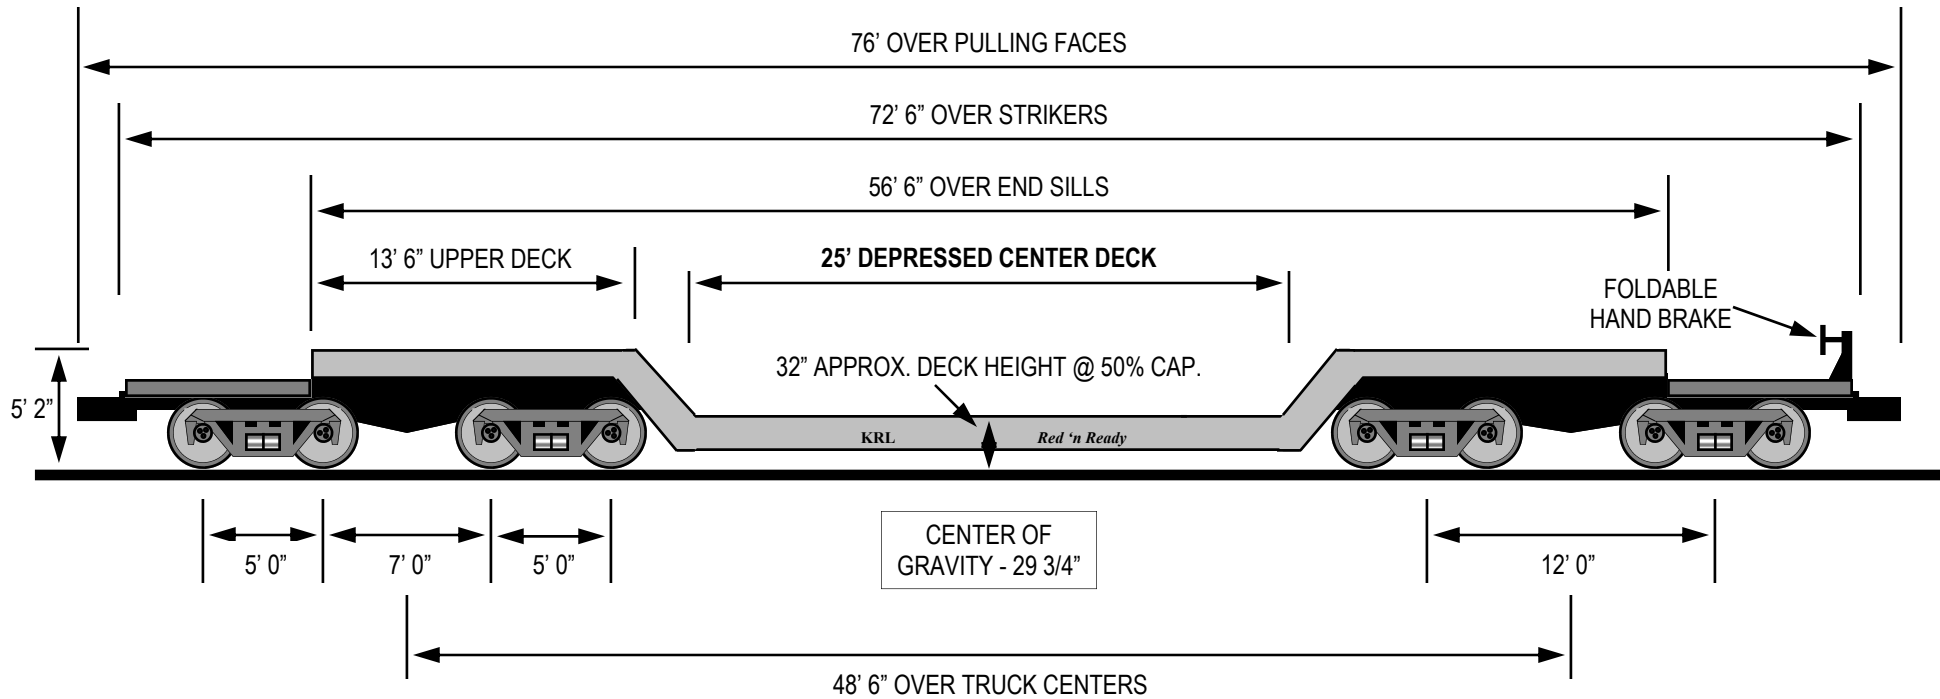 76’ OVER PULLING FACES
72’ 6” OVER STRIKERS
56’ 6” OVER END SILLS
13’ 6” UPPER DECK
25’ DEPRESSED CENTER DECK
FOLDABLE
HAND BRAKE
32” APPROX. DECK HEIGHT @ 50% CAP.
5’ 2”
KRL
Red ‘n Ready
5’ 0”
7’ 0”
5’ 0”
CENTER OF
GRAVITY - 29 3/4”
12’ 0”
48’ 6” OVER TRUCK CENTERS